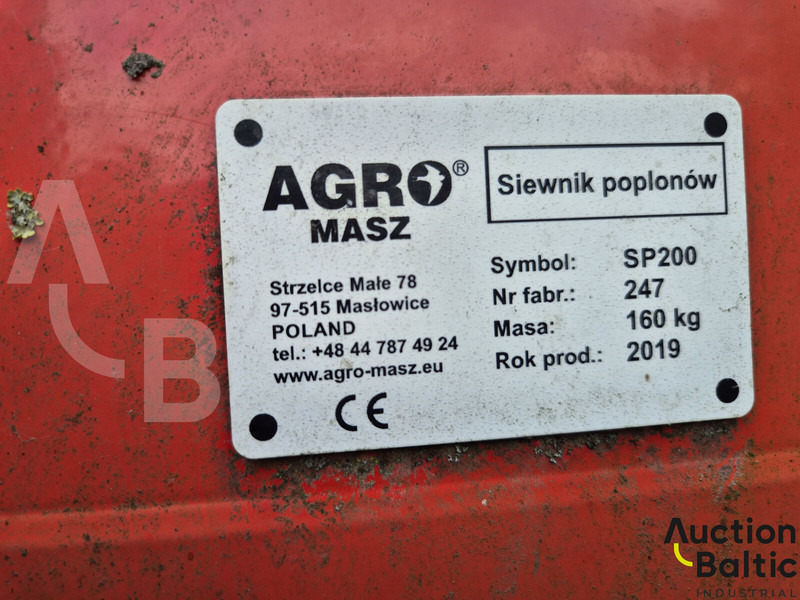 AGRO®
MASZ
Siewnik poplonów
Strzelce Małe 78
97-515 Masłowice
POLAND
tel.: +48 44 787 49 24
www.agro-masz.eu
CE
Symbol: SP200
Nr fabr.: 247
Masa: 160 kg
Rok prod.: 2019
AB
Auction
Baltic
INDUSTRIAL